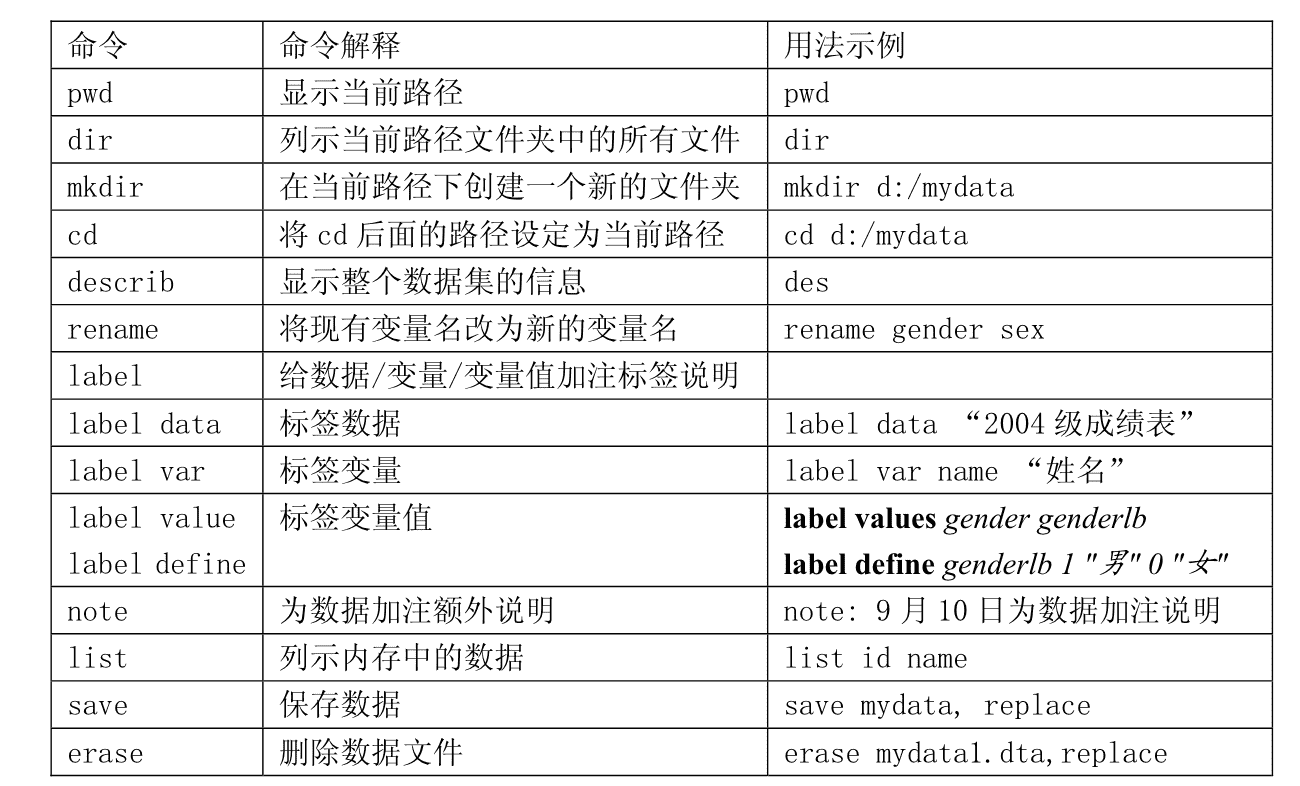 命令 命令解释 用法示例
pwd 显示当前路径 pwd
dir 列示当前路径文件夹中的所有文件 dir
mkdir 在当前路径下创建一个新的文件夹 mkdir d:/mydata
cd 将 cd 后面的路径设定为当前路径 cd d:/mydata
describ 显示整个数据集的信息 des
rename 将现有变量名改为新的变量名 rename gender sex
label 给数据/变量/变量值加注标签说明
label data 标签数据 label data “2004 级成绩表”
label var 标签变量 label var name “姓名”
label value 标签变量值 label values gender genderlb
label define label define genderlb 1 "男" 0 "女"
note 为数据加注额外说明 note: 9 月 10 日为数据加注说明
list 列示内存中的数据 list id name
save 保存数据 save mydata, replace
erase 删除数据文件 erase mydata1.dta,replace